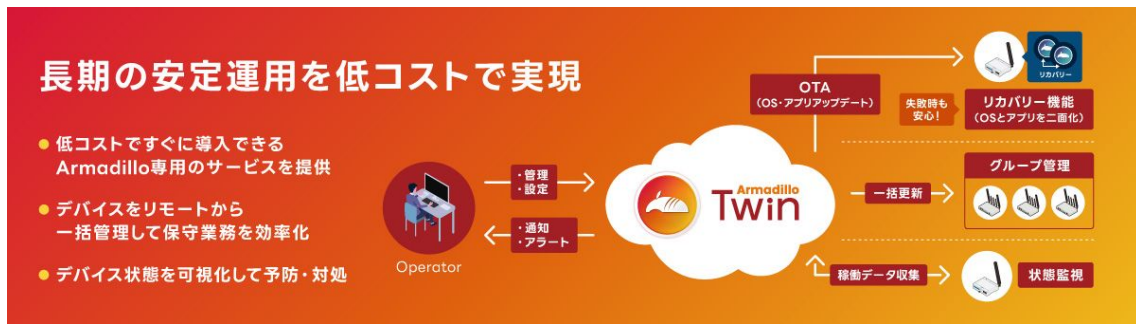 長期の安定運用を低コストで実現
低コストですぐに導入できる
Armadillo専用のサービスを提供
デバイスをリモートから
一括管理して保守業務を効率化
デバイス状態を可視化して予防・対処
Operator
・管理
・設定
・通知
・アラート
Armadillo
Twin
OTA
(OS・アプリアップデート)
リカバリー
失敗時も
安心!
リカバリー機能
(OSとアプリを二面化)
一括更新
グループ管理
稼働データ収集
状態監視